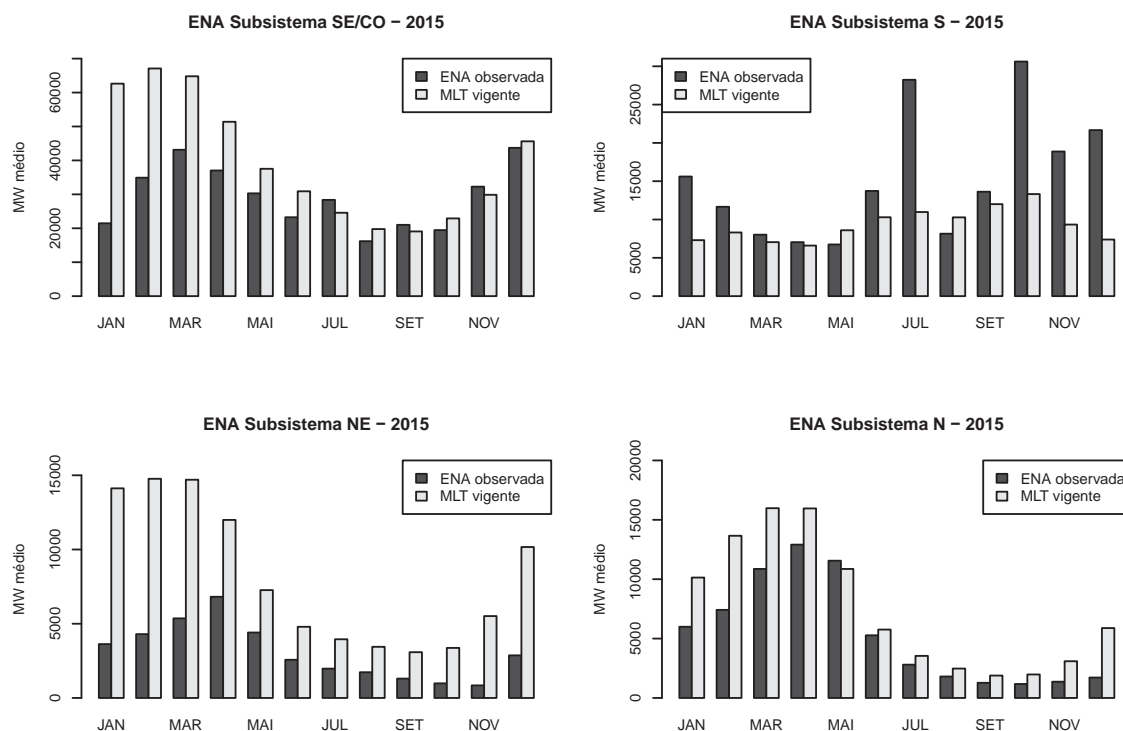 ENA Subsistema SE/CO − 2015
MW médio
0
20000
40000
60000
ENA observada
MLT vigente
JAN MAR MAI JUL SET NOV
ENA Subsistema S − 2015
MW médio
0
5000
15000
25000
ENA observada
MLT vigente
JAN MAR MAI JUL SET NOV
ENA Subsistema NE − 2015
MW médio
0
5000
10000
15000
ENA observada
MLT vigente
JAN MAR MAI JUL SET NOV
ENA Subsistema N − 2015
MW médio
0
5000
10000
15000
20000
ENA observada
MLT vigente
JAN MAR MAI JUL SET NOV